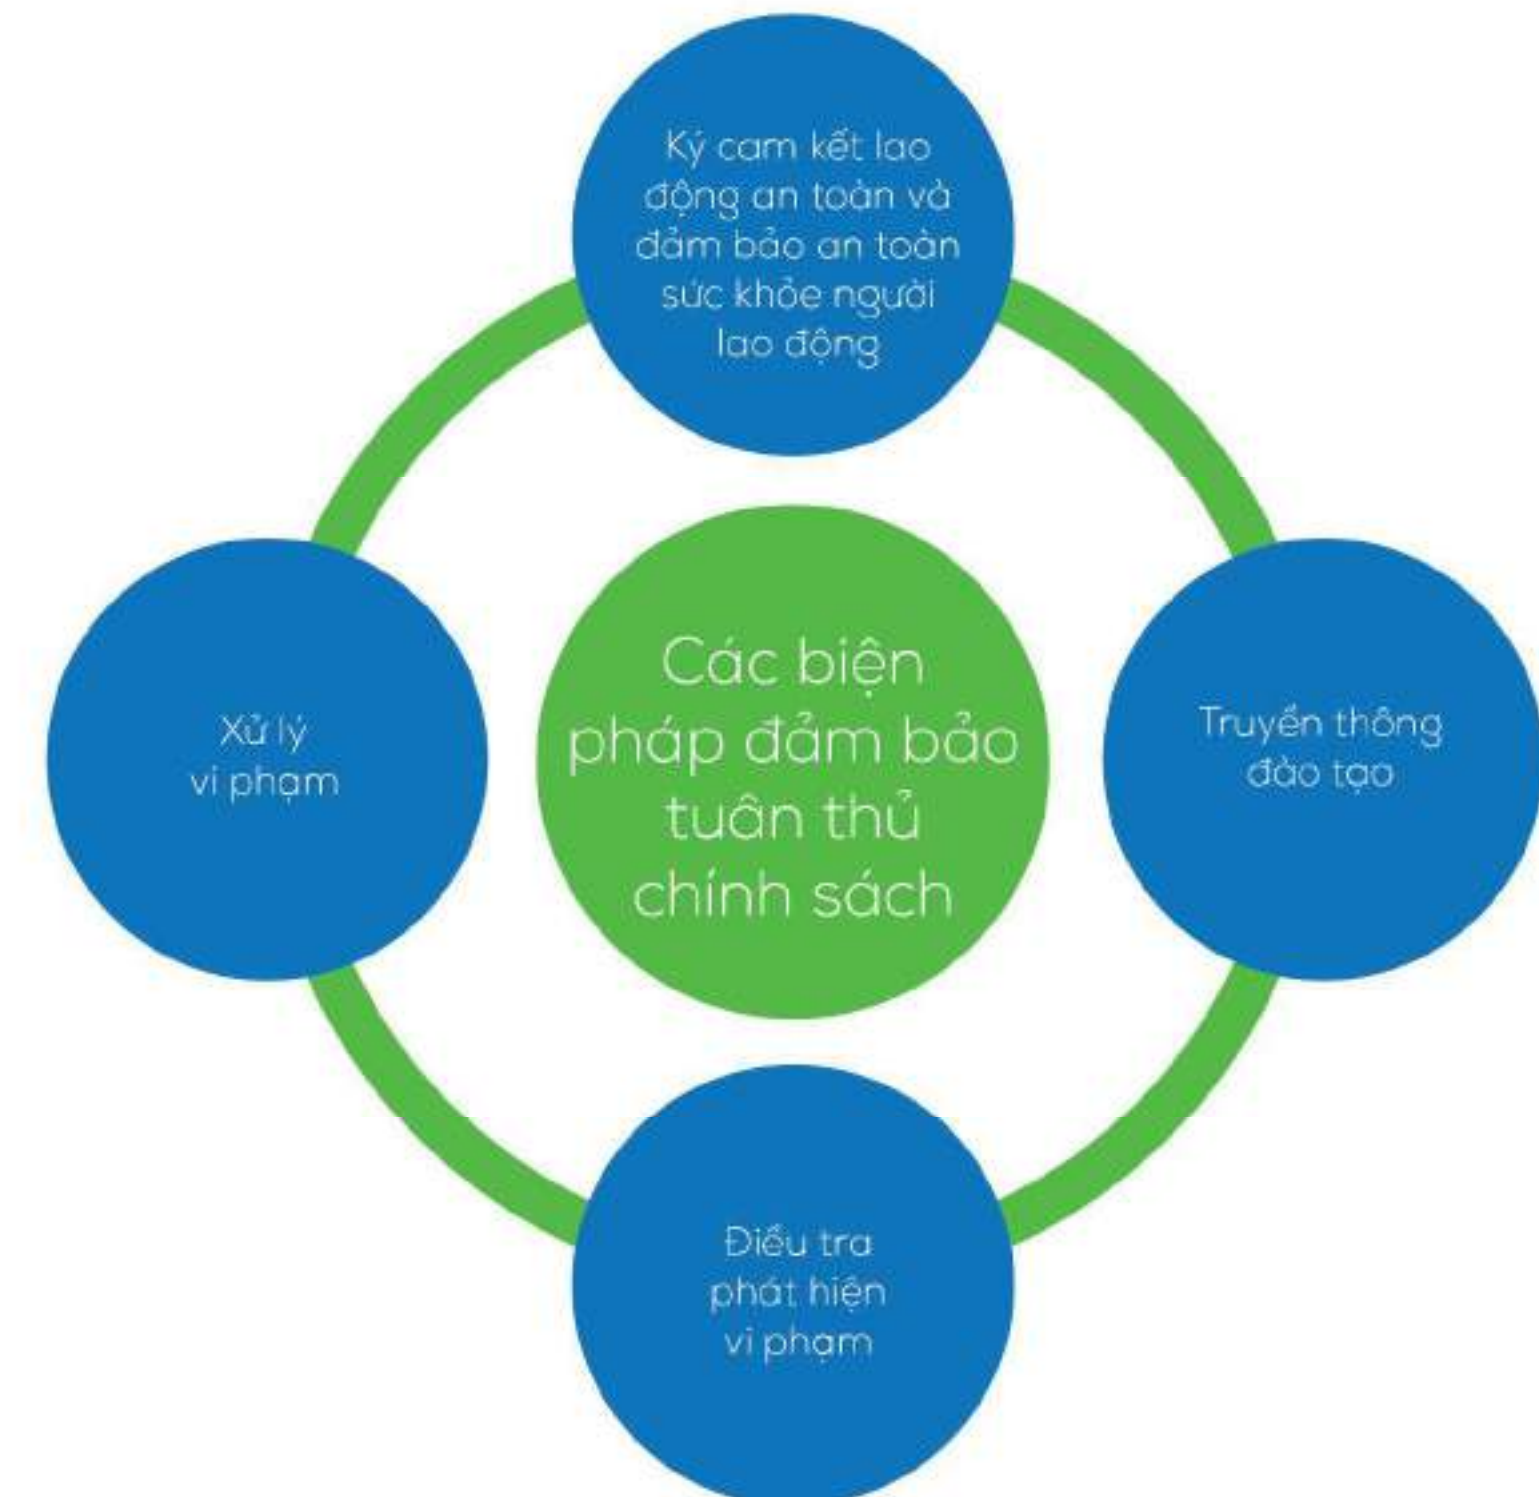 Ký cam kết lao
động an toàn và
đảm bảo an toàn
sức khỏe người
lao động
Xử lý
vi phạm
Các biện
pháp đảm bảo
tuân thủ
chính sách
Truyền thông
đào tạo
Điều tra
phát hiện
vi phạm